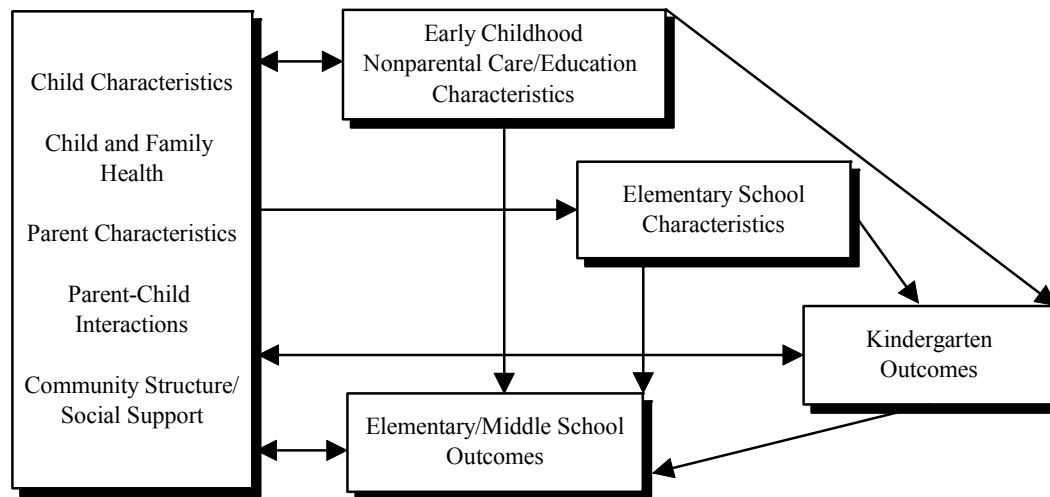 Child Characteristics
Child and Family
Health
Parent Characteristics
Parent-Child
Interactions
Community Structure/
Social Support
Early Childhood
Nonparental Care/Education
Characteristics
Elementary School
Characteristics
Kindergarten
Outcomes
Elementary/Middle School
Outcomes